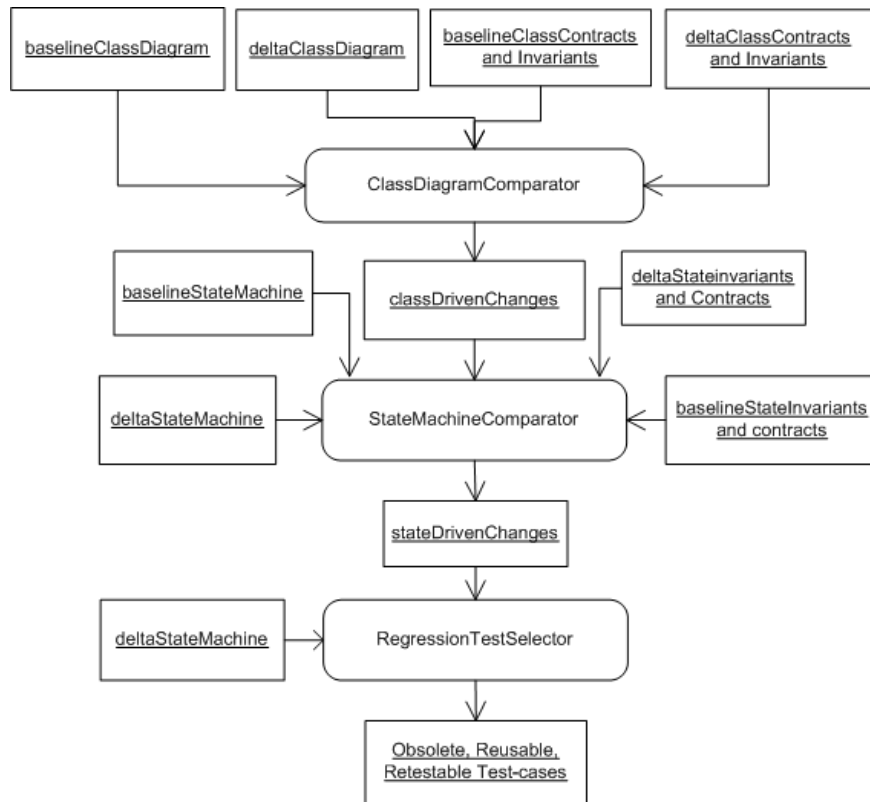 baselineClassDiagram
deltaClassDiagram
baselineClassContracts
and Invariants
deltaClassContracts
and Invariants
ClassDiagramComparator
baselineStateMachine
classDrivenChanges
deltaStateinvariants
and Contracts
deltaStateMachine
StateMachineComparator
baselineStateInvariants
and contracts
stateDrivenChanges
deltaStateMachine
RegressionTestSelector
Obsolete, Reusable,
Retestable Test-cases